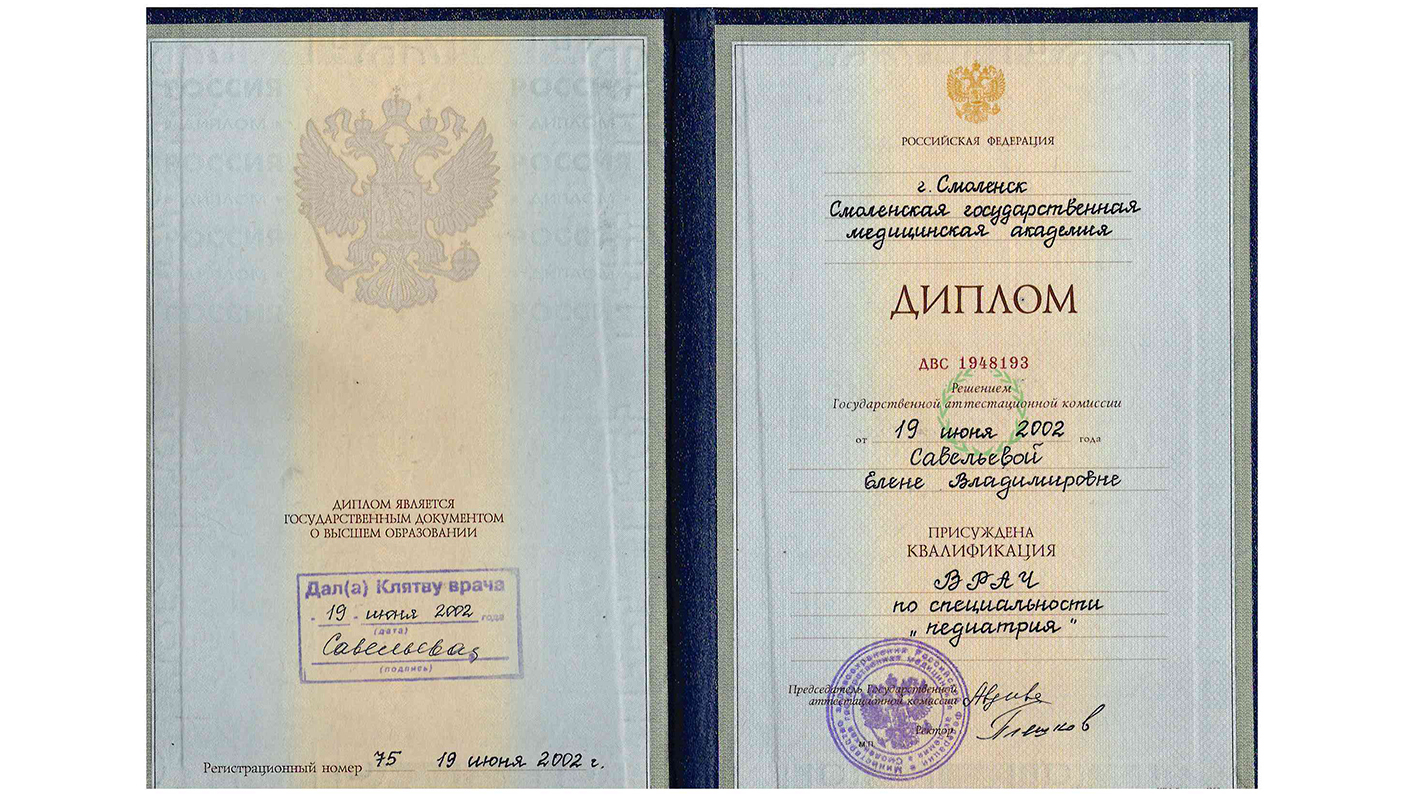 ДИПЛОМ ЯВЛЯЕТСЯ
ГОСУДАРСТВЕННЫМ ДОКУМЕНТОМ
О ВЫСШЕМ ОБРАЗОВАНИИ
Дал(а) Клятву врача
19 июня 2002 года
(дата)
Савельева
(подпись)
Регистрационный номер 75 19 июня 2002 г.
РОССИЙСКАЯ ФЕДЕРАЦИЯ
г. Смоленск
Смоленская государственная
медицинская академия
ДИПЛОМ
ДВС 1948193
Решением
Государственной аттестационной комиссии
от 19 июня 2002 года
Савельевой
Елене Владимировне
ПРИСУЖДЕНА
КВАЛИФИКАЦИЯ
ВРАЧ
по специальности
„педиатрия"
Председатель Государственной
аттестационной комиссии
Ректор
М.П.